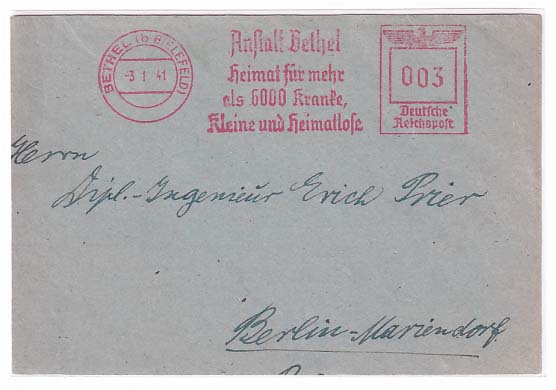 BETHEL (b BIELEFELD)
-3 1 41
Anstalt Bethel
Heimat für mehr
als 6000 Kranke,
Kleine und Heimatlose
003
Deutsche
Reichspost
Herrn
Dipl.-Ingenieur Erich Prier
Berlin-Mariendorf